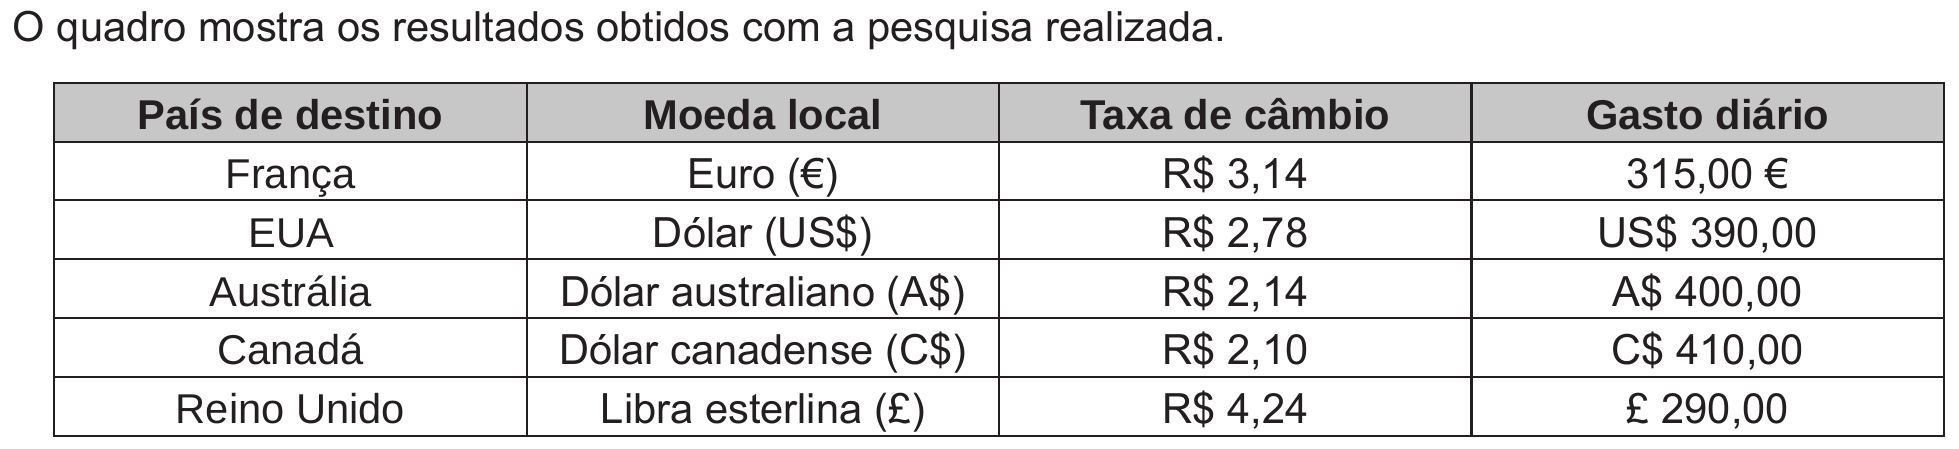 O quadro mostra os resultados obtidos com a pesquisa realizada.
País de destino Moeda local Taxa de câmbio Gasto diário
França Euro (€) R$ 3,14 315,00 €
EUA Dólar (US$) R$ 2,78 US$ 390,00
Austrália Dólar australiano (A$) R$ 2,14 A$ 400,00
Canadá Dólar canadense (C$) R$ 2,10 C$ 410,00
Reino Unido Libra esterlina (£) R$ 4,24 £ 290,00